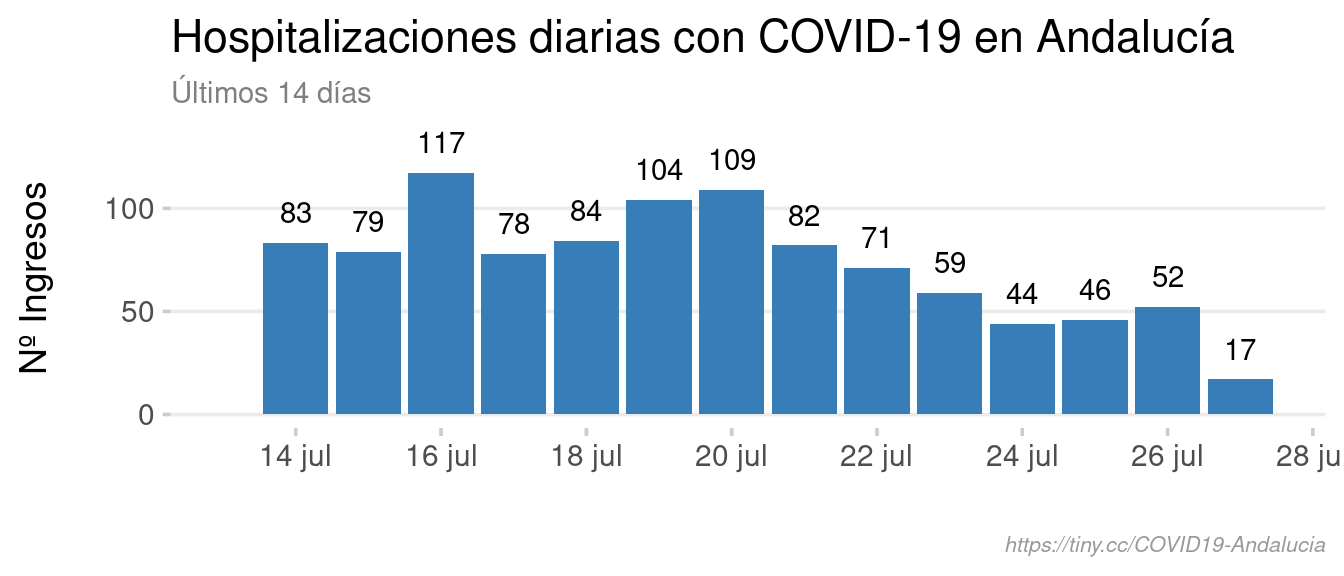 Hospitalizaciones diarias con COVID-19 en Andalucía
Últimos 14 días
Nº Ingresos
100
50
0
83
79
117
78
84
104
109
82
71
59
44
46
52
17
14 jul
16 jul
18 jul
20 jul
22 jul
24 jul
26 jul
28 ju
https://tiny.cc/COVID19-Andalucia